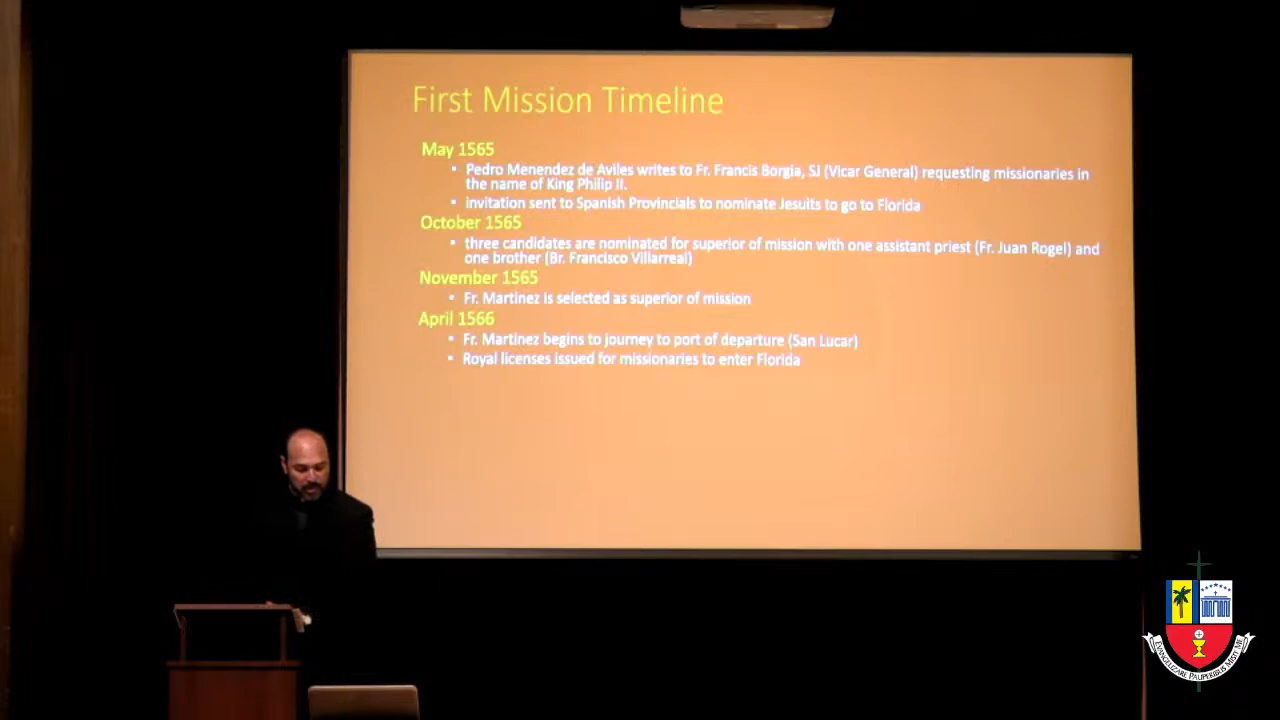 First Mission Timeline
May 1565
• Pedro Menendez de Aviles writes to Fr. Francis Borgia, SJ (Vicar General) requesting missionaries in
the name of King Philip II.
• invitation sent to Spanish Provincials to nominate Jesuits to go to Florida
October 1565
• three candidates are nominated for superior of mission with one assistant priest (Fr. Juan Rogel) and
one brother (Br. Francisco Villarreal)
November 1565
• Fr. Martinez is selected as superior of mission
April 1566
• Fr. Martinez begins to journey to port of departure (San Lucar)
• Royal licenses issued for missionaries to enter Florida
Evangelizare Pauperibus Misit Me